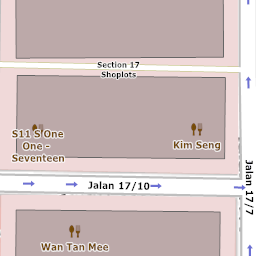 Section 17
Shoplots
S11 S One
One -
Seventeen
Kim Seng
Jalan 17/10
Jalan 17/7
Wan Tan Mee